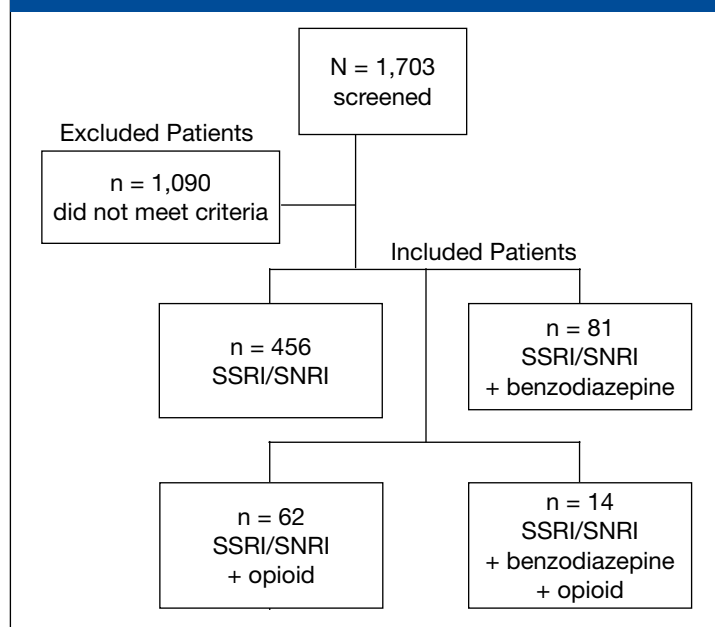 N = 1,703
screened
Excluded Patients
n = 1,090
did not meet criteria
Included Patients
n = 456
SSRI/SNRI
n = 81
SSRI/SNRI
+ benzodiazepine
n = 62
SSRI/SNRI
+ opioid
n = 14
SSRI/SNRI
+ benzodiazepine
+ opioid